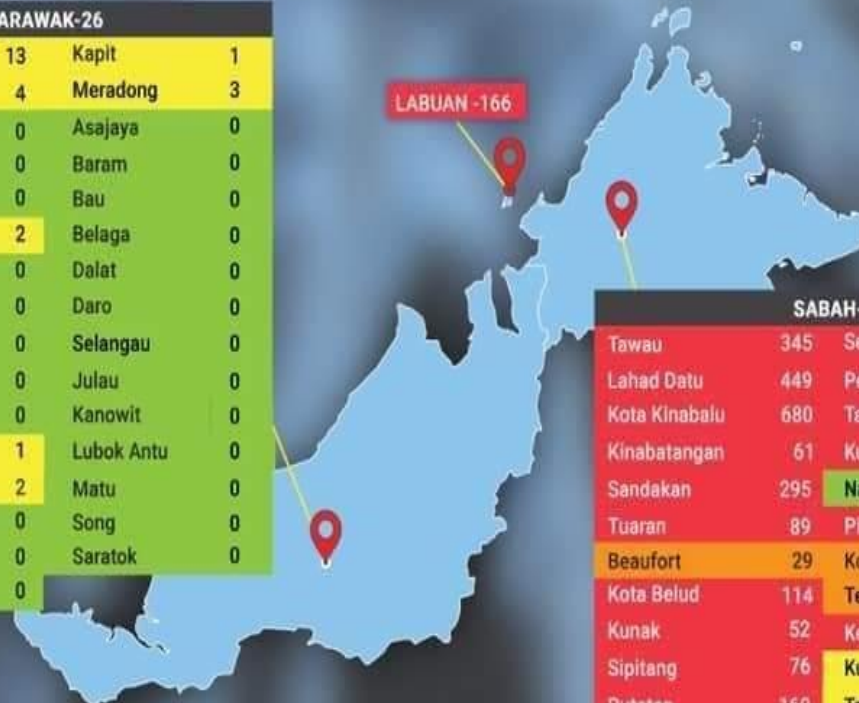 ARAWAK-26
13 Kapit 1
4 Meradong 3
0 Asajaya 0
0 Baram 0
0 Bau 0
2 Belaga 0
0 Dalat 0
0 Daro 0
0 Selangau 0
0 Julau 0
0 Kanowit 0
1 Lubok Antu 0
2 Matu 0
0 Song 0
0 Saratok 0
0
LABUAN -166
SABAH-
Tawau 345
Lahad Datu 449
Kota Kinabalu 680
Kinabatangan 61
Sandakan 295
Tuaran 89
Beaufort 29
Kota Belud 114
Kunak 52
Sipitang 76